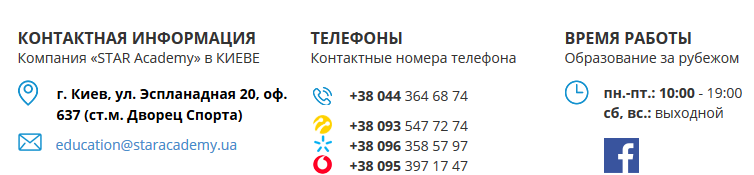 КОНТАКТНАЯ ИНФОРМАЦИЯ
Компания «STAR Academy» в КИЕВЕ
г. Киев, ул. Эспланадная 20, оф.
637 (ст.м. Дворец Спорта)
education@staracademy.ua
ТЕЛЕФОНЫ
Контактные номера телефона
+38 044 364 68 74
+38 093 547 72 74
+38 096 358 57 97
+38 095 397 17 47
ВРЕМЯ РАБОТЫ
Образование за рубежом
пн.-пт.: 10:00 - 19:00
сб, вс.: выходной